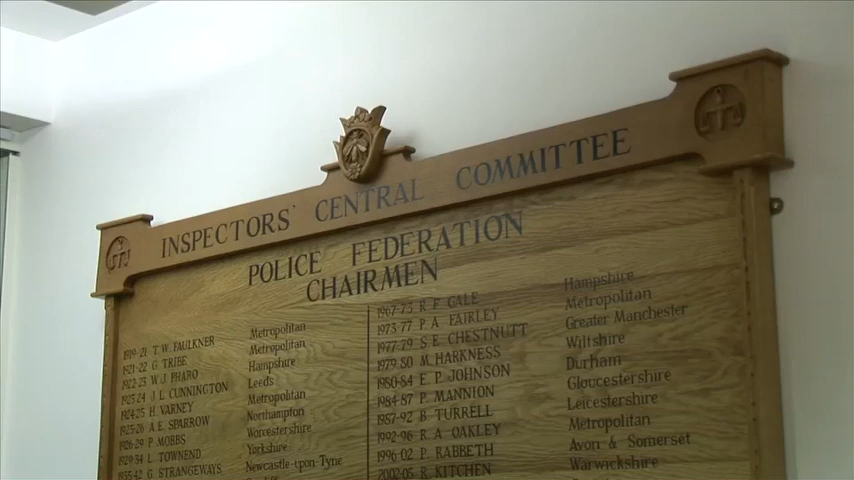 INSPECTORS' CENTRAL COMMITTEE
POLICE FEDERATION
CHAIRMEN
1919-21 T.W. FAULKNER Metropolitan
1921-22 G TRIBE Metropolitan
1922-23 W J PHARO Hampshire
1923-24 J L CUNNINGTON Leeds
1924-25 H VARNEY Metropolitan
1925-26 A E SPARROW Northampton
1926-29 P MOBBS Worcestershire
1929-34 L TOWNEND Yorkshire
1935-42 G STRANGEWAYS Newcastle-upon-Tyne
1967-73 R F GALE Hampshire
1973-77 P A FAIRLEY Metropolitan
1977-79 S E CHESTNUTT Greater Manchester
1979-80 M HARKNESS Wiltshire
1980-84 E P JOHNSON Durham
1984-87 P MANNION Gloucestershire
1987-92 B TURRELL Leicestershire
1992-96 R A OAKLEY Metropolitan
1996-02 P RABBETH Avon & Somerset
2002-05 R KITCHEN Warwickshire